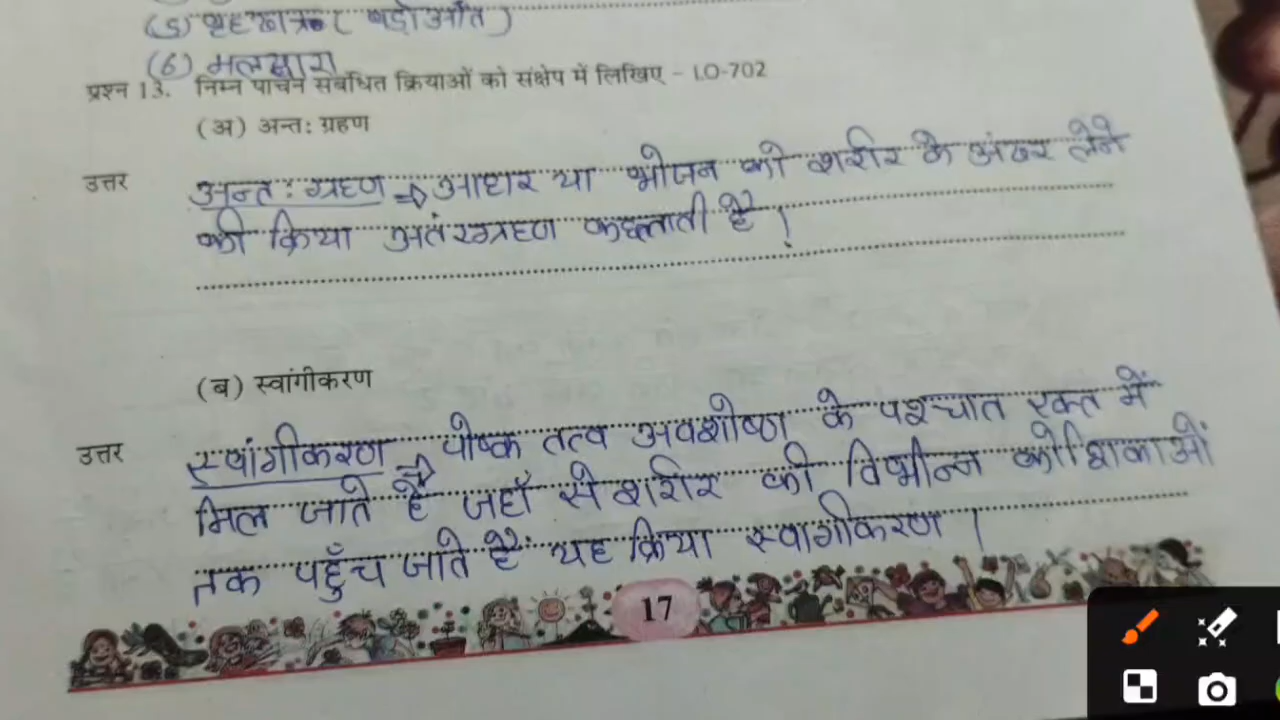 (5) वृहदान्त्र ( बड़ी आँत )
(6) मलद्वारा
प्रश्न 13. निम्न पाचन संबंधित क्रियाओं को संक्षेप में लिखिए - LO-702
(अ) अन्त: ग्रहण
उत्तर अन्त: ग्रहण ⇒ आहार या भोजन को शरीर के अंदर लेने
की क्रिया अतंरग्रहण कहलाती है !
(ब) स्वांगीकरण
उत्तर स्वांगीकरण ⇒ पोष्क तत्व अवशोषण के पश्चात रक्त में
मिल जाते है जहाँ से शरीर की विभीन्न कोशिकाओं
तक पहुँच जाते है यह क्रिया स्वागीकरण ।
17